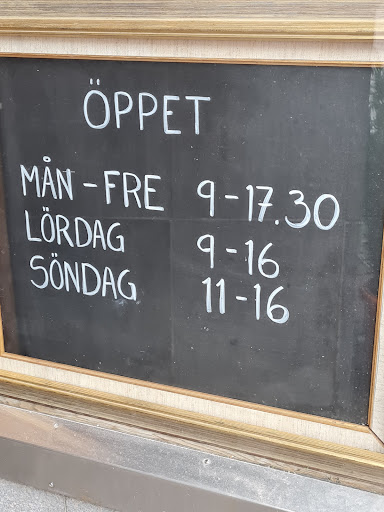 ÖPPET
MÅN - FRE 9 - 17.30
LÖRDAG 9 - 16
SÖNDAG 11 - 16